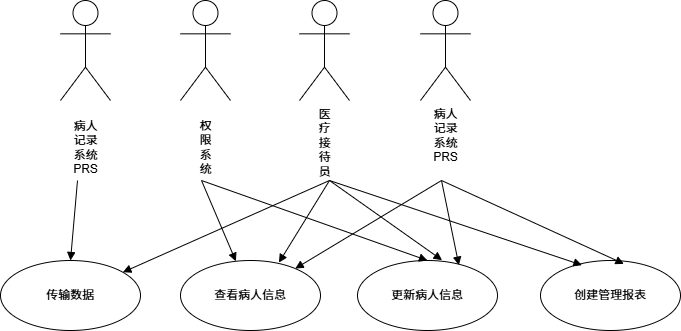 病人
记录
系统
PRS
权
限
系
统
医
疗
接
待
员
病人
记录
系统
PRS
传输数据
查看病人信息
更新病人信息
创建管理报表